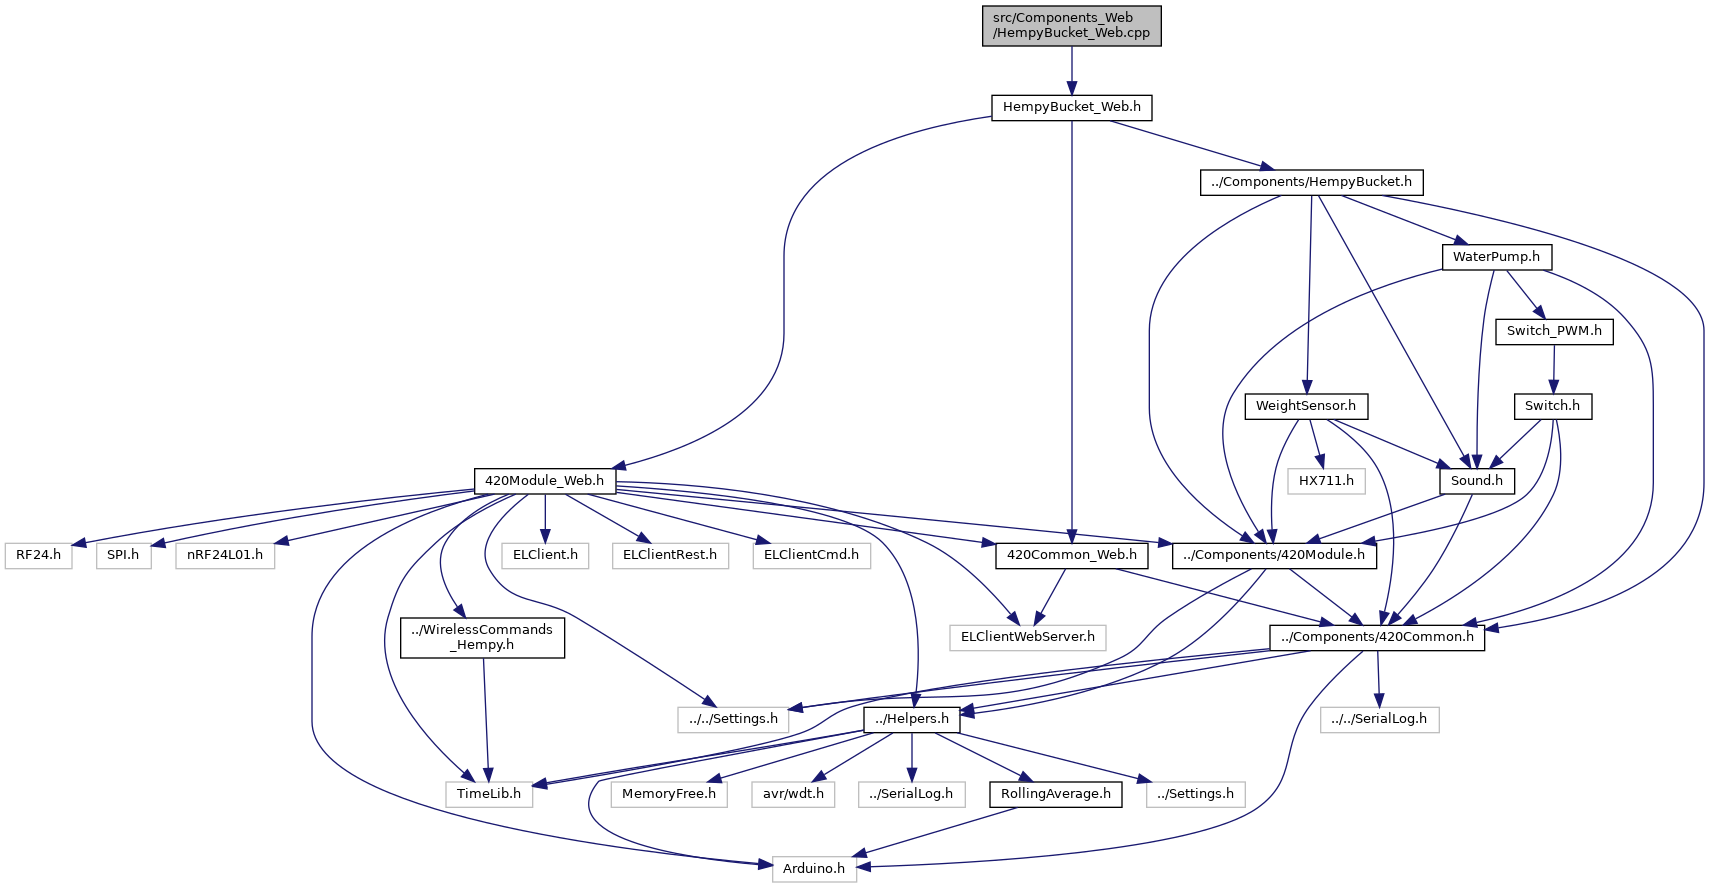 src/Components_Web
/HempyBucket_Web.cpp
HempyBucket_Web.h
../Components/HempyBucket.h
WaterPump.h
Switch_PWM.h
WeightSensor.h
Switch.h
420Module_Web.h
HX711.h
Sound.h
RF24.h
SPI.h
nRF24L01.h
ELClient.h
ELClientRest.h
ELClientCmd.h
420Common_Web.h
../Components/420Module.h
../WirelessCommands
_Hempy.h
ELClientWebServer.h
../Components/420Common.h
../../Settings.h
../Helpers.h
../../SerialLog.h
TimeLib.h
MemoryFree.h
avr/wdt.h
../SerialLog.h
RollingAverage.h
../Settings.h
Arduino.h